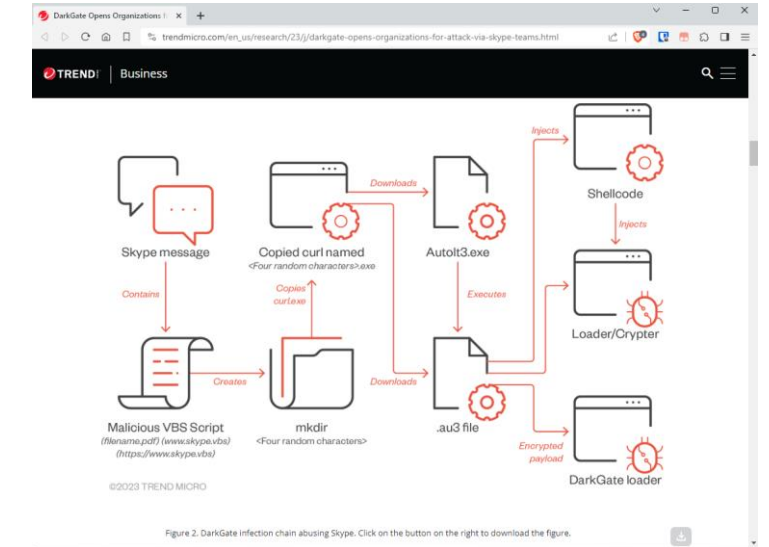 DarkGate Opens Organizations f
trendmicro.com/en_us/research/23/j/darkgate-opens-organizations-for-attack-via-skype-teams.html
TREND
Business
Injects
Shellcode
Downloads
Injects
Skype message
Copied curl named
<Four random characters>.exe
AutoIt3.exe
Contains
Copies
curl.exe
Executes
Loader/Crypter
Creates
Downloads
Malicious VBS Script
(filename.pdf) (www.skype.vbs)
(https://www.skype.vbs)
mkdir
<Four random characters>
.au3 file
Encrypted
payload
DarkGate loader
©2023 TREND MICRO
Figure 2. DarkGate infection chain abusing Skype. Click on the button on the right to download the figure.